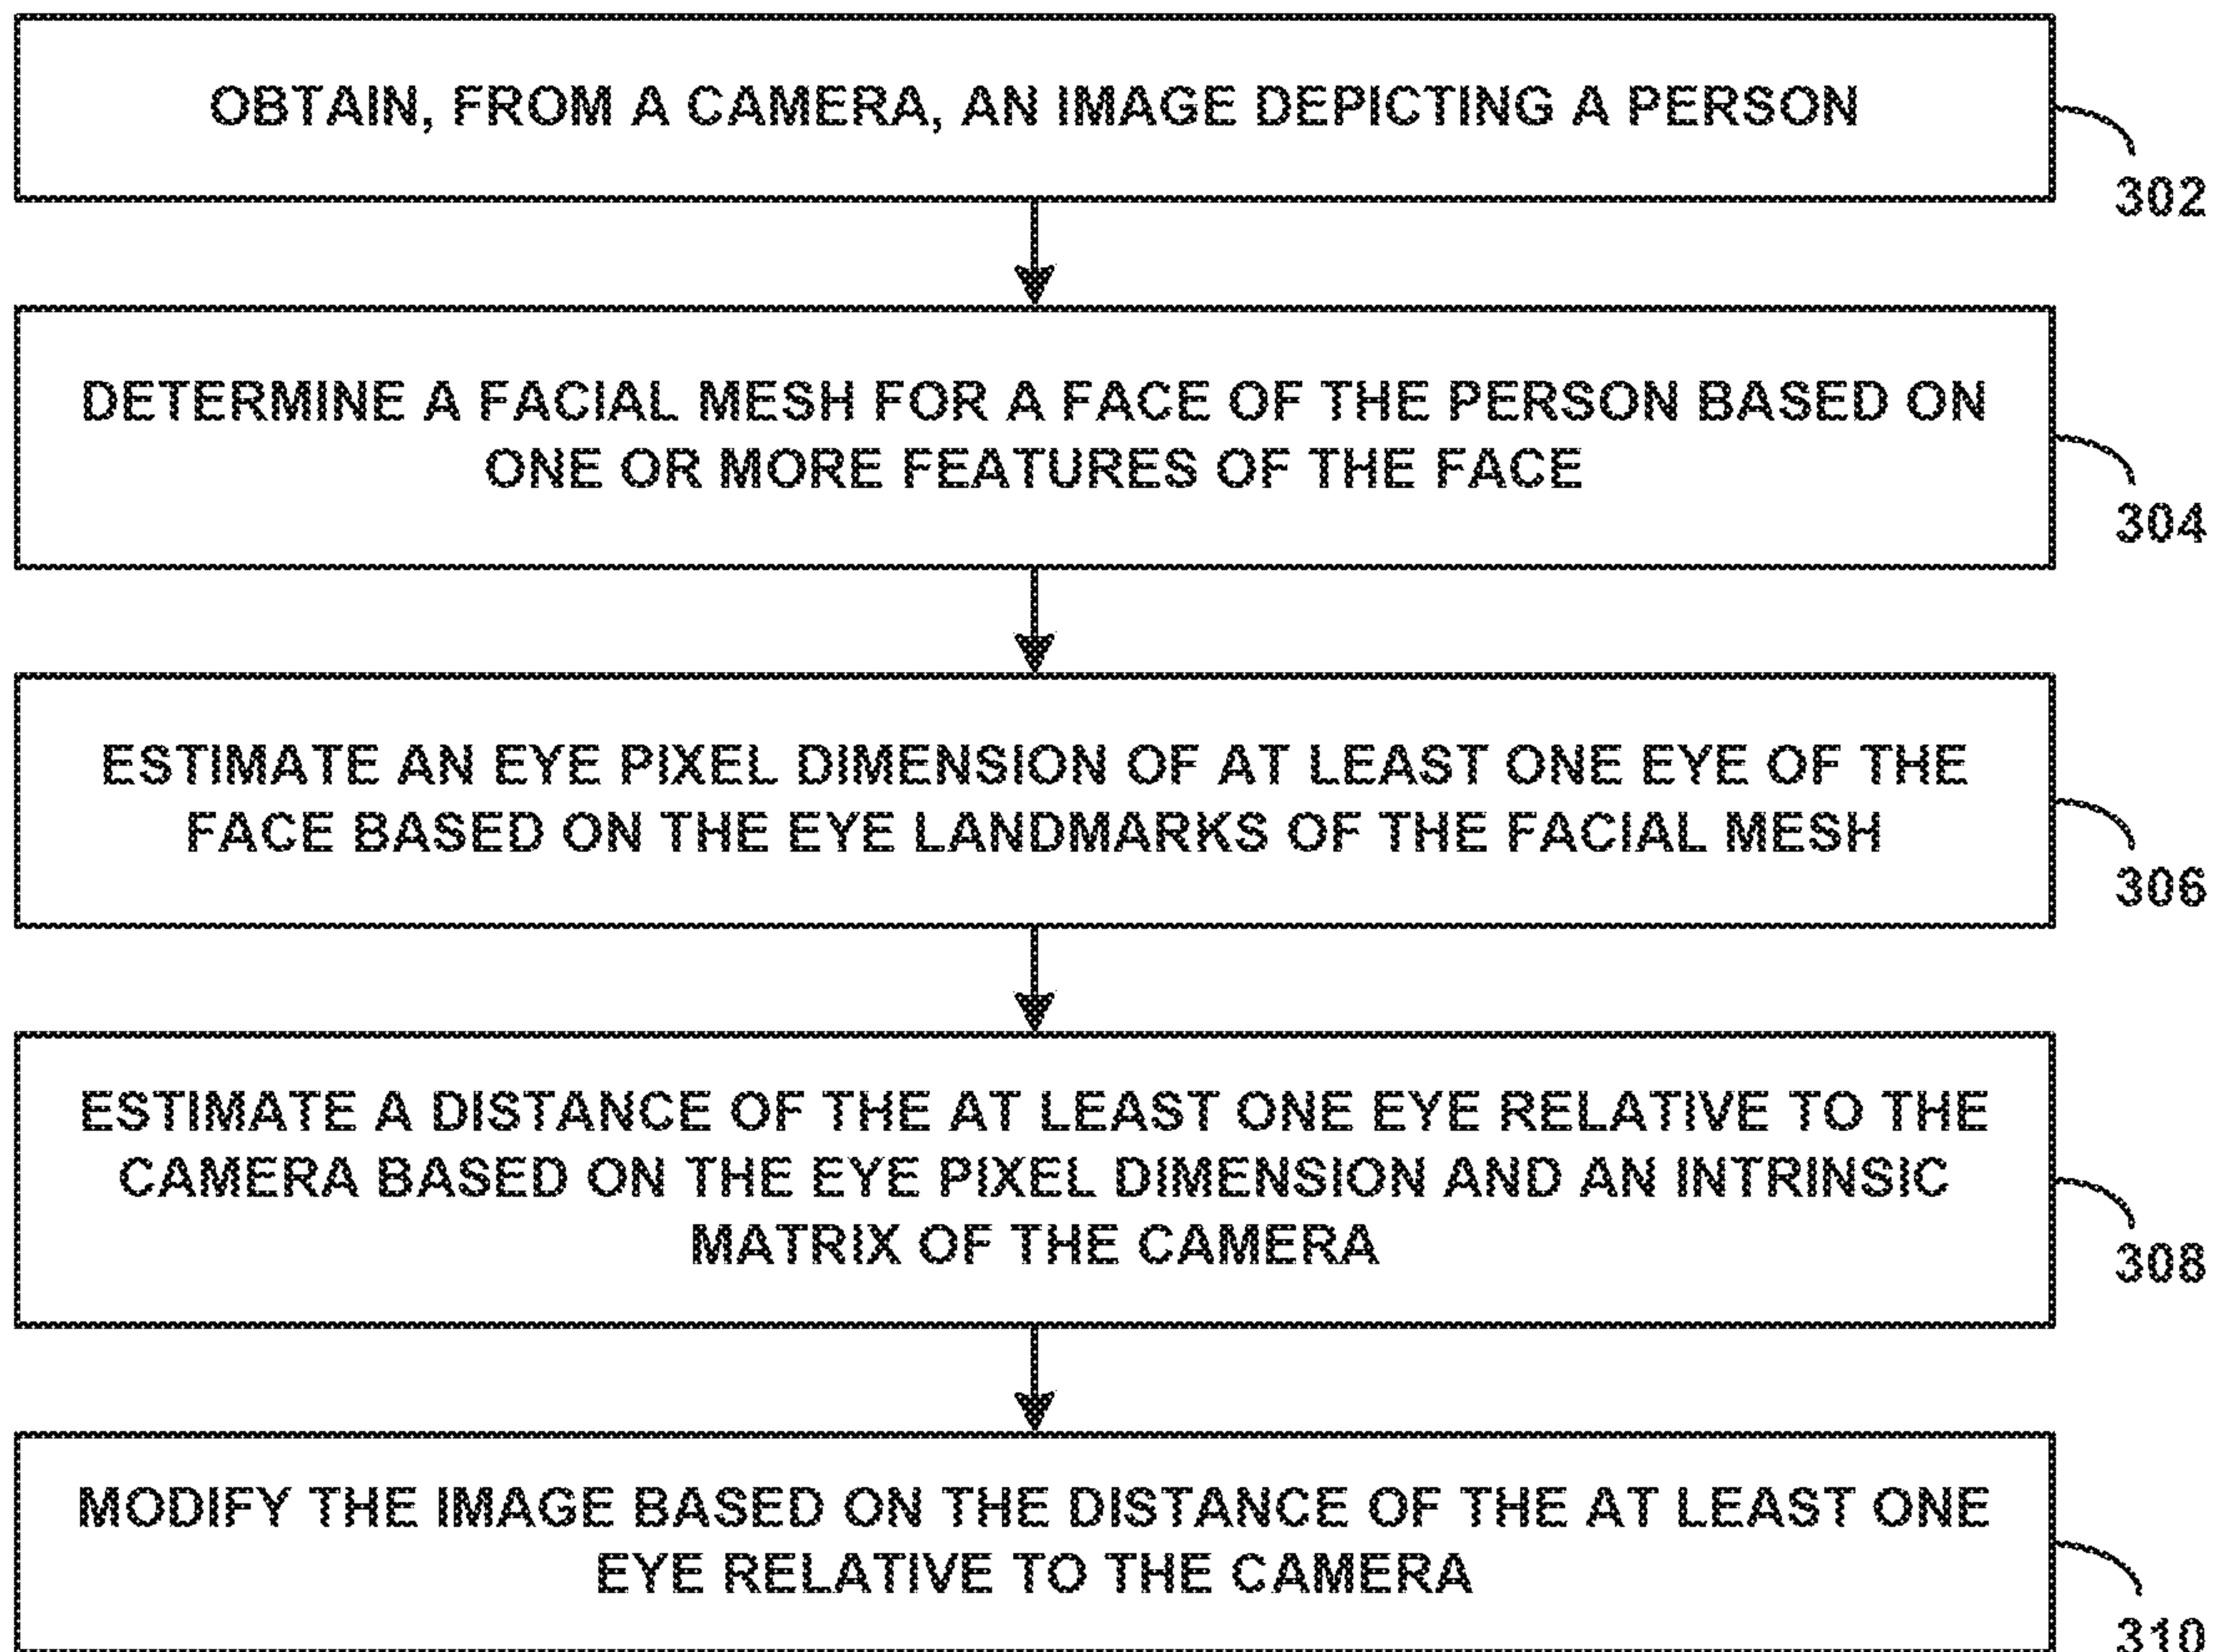 OBTAIN, FROM A CAMERA, AN IMAGE DEPICTING A PERSON
302
DETERMINE A FACIAL MESH FOR A FACE OF THE PERSON BASED ON
ONE OR MORE FEATURES OF THE FACE
304
ESTIMATE AN EYE PIXEL DIMENSION OF AT LEAST ONE EYE OF THE
FACE BASED ON THE EYE LANDMARKS OF THE FACIAL MESH
306
ESTIMATE A DISTANCE OF THE AT LEAST ONE EYE RELATIVE TO THE
CAMERA BASED ON THE EYE PIXEL DIMENSION AND AN INTRINSIC
MATRIX OF THE CAMERA
308
MODIFY THE IMAGE BASED ON THE DISTANCE OF THE AT LEAST ONE
EYE RELATIVE TO THE CAMERA
310